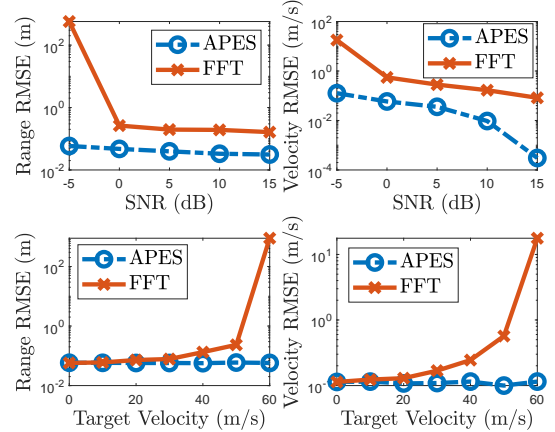 Range RMSE (m)
10^2
10^0
10^-2
APES
FFT
-5 0 5 10 15
SNR (dB)
Velocity RMSE (m/s)
10^2
10^0
10^-2
10^-4
APES
FFT
-5 0 5 10 15
SNR (dB)
Range RMSE (m)
10^2
10^0
10^-2
APES
FFT
0 20 40 60
Target Velocity (m/s)
Velocity RMSE (m/s)
10^1
10^0
APES
FFT
0 20 40 60
Target Velocity (m/s)